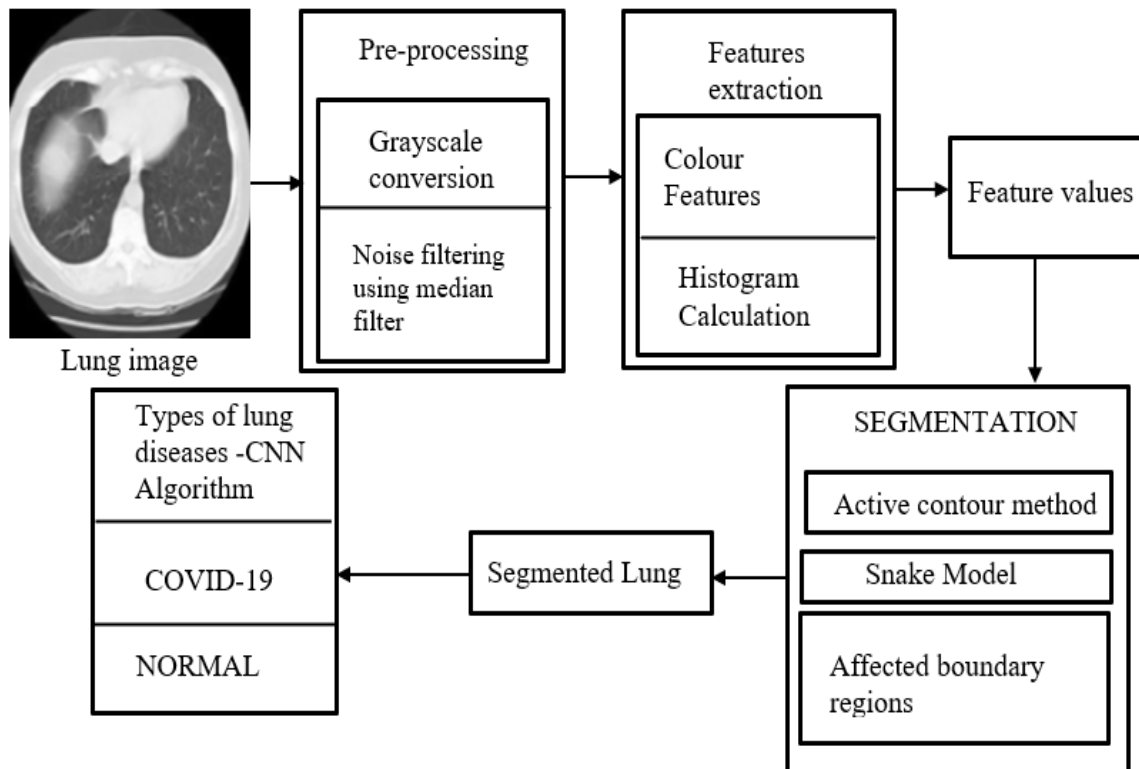 Lung image
Pre-processing
Grayscale
conversion
Noise filtering
using median
filter
Features
extraction
Colour
Features
Histogram
Calculation
Feature values
SEGMENTATION
Active contour method
Snake Model
Affected boundary
regions
Segmented Lung
Types of lung
diseases -CNN
Algorithm
COVID-19
NORMAL